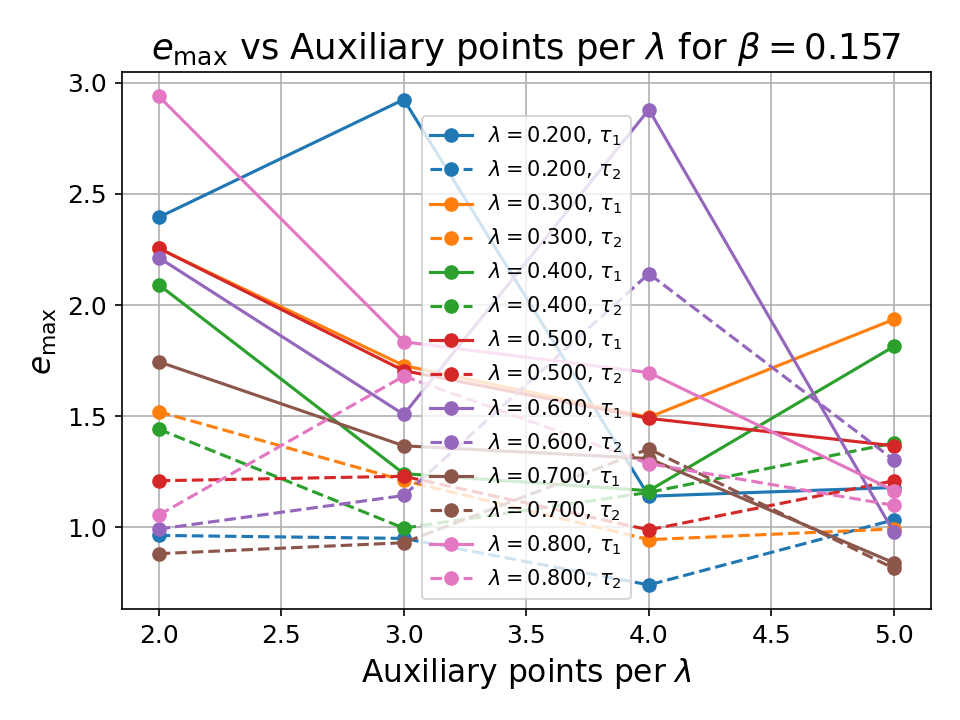 e_max vs Auxiliary points per λ for β = 0.157
3.0
2.5
2.0
1.5
1.0
e_max
λ = 0.200, τ₁
λ = 0.200, τ₂
λ = 0.300, τ₁
λ = 0.300, τ₂
λ = 0.400, τ₁
λ = 0.400, τ₂
λ = 0.500, τ₁
λ = 0.500, τ₂
λ = 0.600, τ₁
λ = 0.600, τ₂
λ = 0.700, τ₁
λ = 0.700, τ₂
λ = 0.800, τ₁
λ = 0.800, τ₂
2.0 2.5 3.0 3.5 4.0 4.5 5.0
Auxiliary points per λ